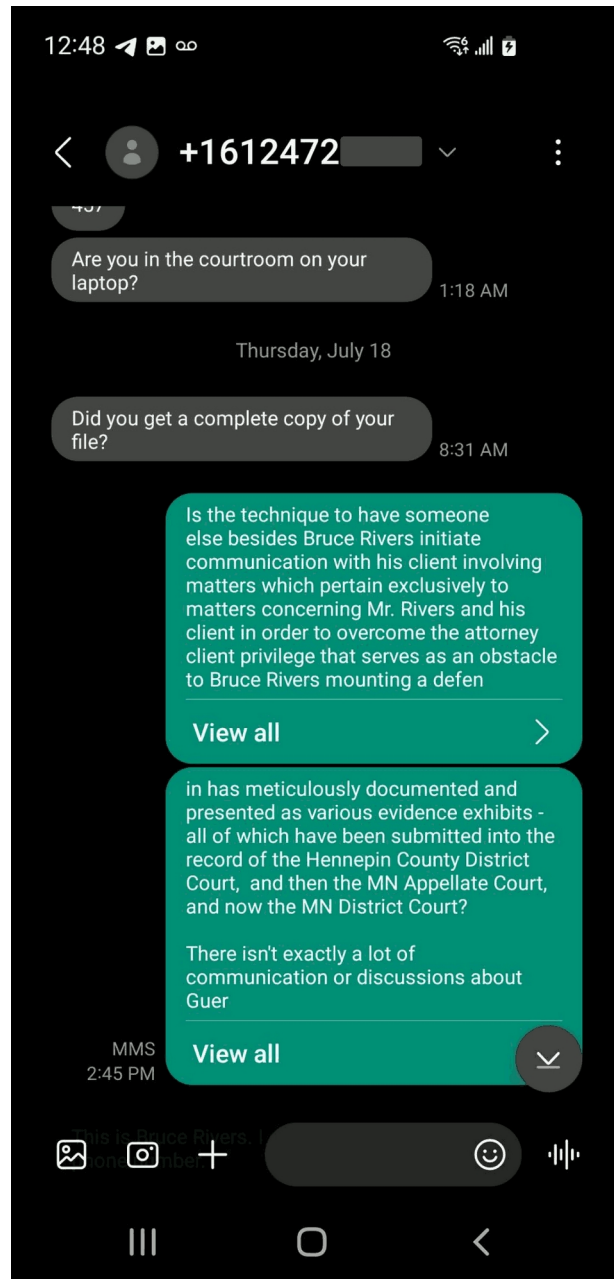 12:48
+1612472
Are you in the courtroom on your
laptop?
1:18 AM
Thursday, July 18
Did you get a complete copy of your
file?
8:31 AM
Is the technique to have someone
else besides Bruce Rivers initiate
communication with his client involving
matters which pertain exclusively to
matters concerning Mr. Rivers and his
client in order to overcome the attorney
client privilege that serves as an obstacle
to Bruce Rivers mounting a defen
View all
in has meticulously documented and
presented as various evidence exhibits -
all of which have been submitted into the
record of the Hennepin County District
Court, and then the MN Appellate Court,
and now the MN District Court?
There isn't exactly a lot of
communication or discussions about
Guer
View all
MMS
2:45 PM
This is Bruce Rivers. I